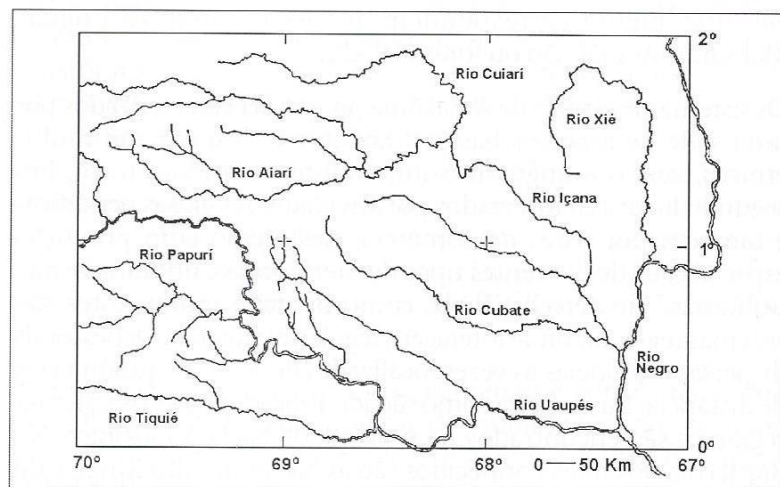 2°
Rio Cuiarí
Rio Xié
Rio Aiarí
Rio Içana
1°
Rio Papurí
Rio Cubate
Rio
Negro
Rio Tiquié
Rio Uaupés
0°
70°
69°
68°
0 — 50 Km
67°